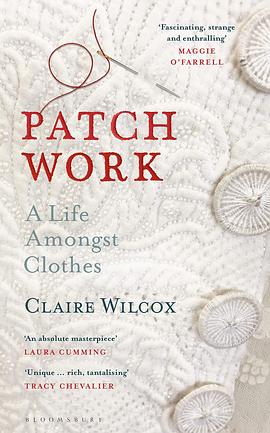 ‘Fascinating, strange
and enthralling’
MAGGIE
O’FARRELL
PATCH
WORK
A Life
Amongst
Clothes
CLAIRE WILCOX
‘An absolute masterpiece’
LAURA CUMMING
‘Unique ... rich, tantalising’
TRACY CHEVALIER
BLOOMSBURY